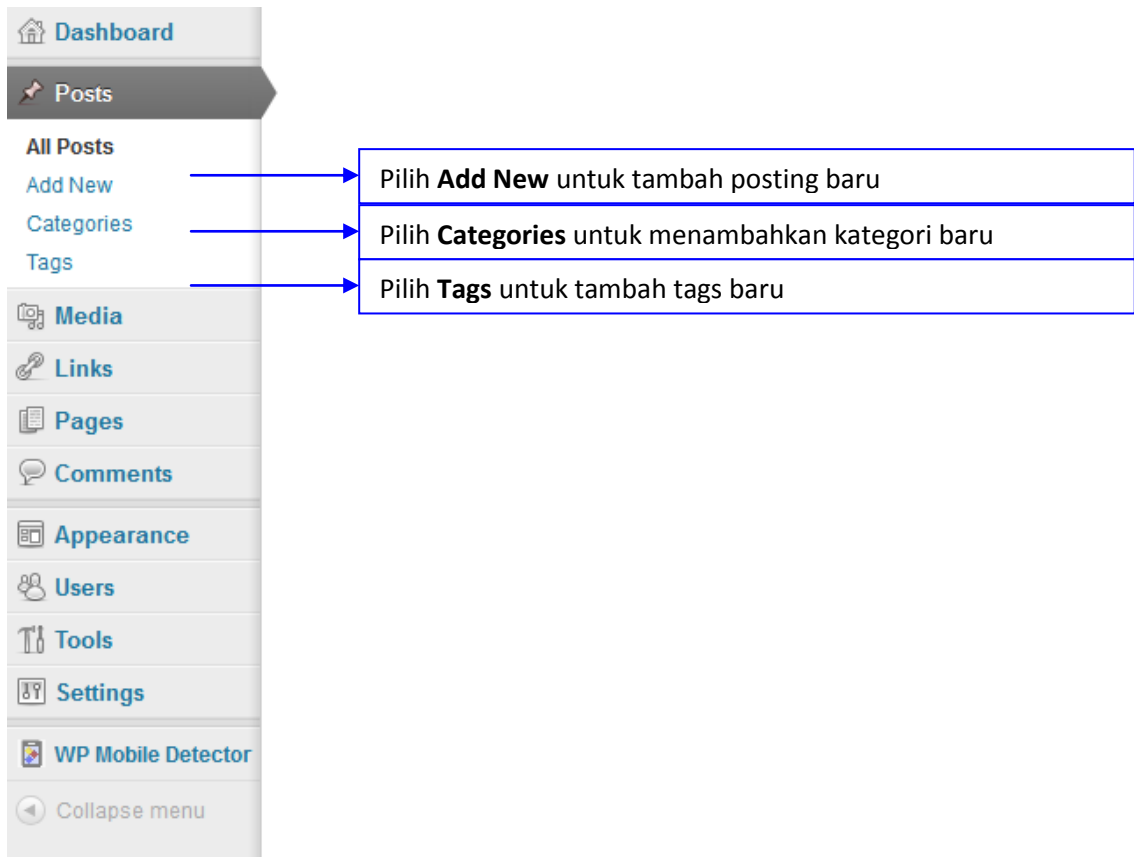 Dashboard
Posts
All Posts
Add New
Categories
Tags
Pilih Add New untuk tambah posting baru
Pilih Categories untuk menambahkan kategori baru
Pilih Tags untuk tambah tags baru
Media
Links
Pages
Comments
Appearance
Users
Tools
Settings
WP Mobile Detector
Collapse menu